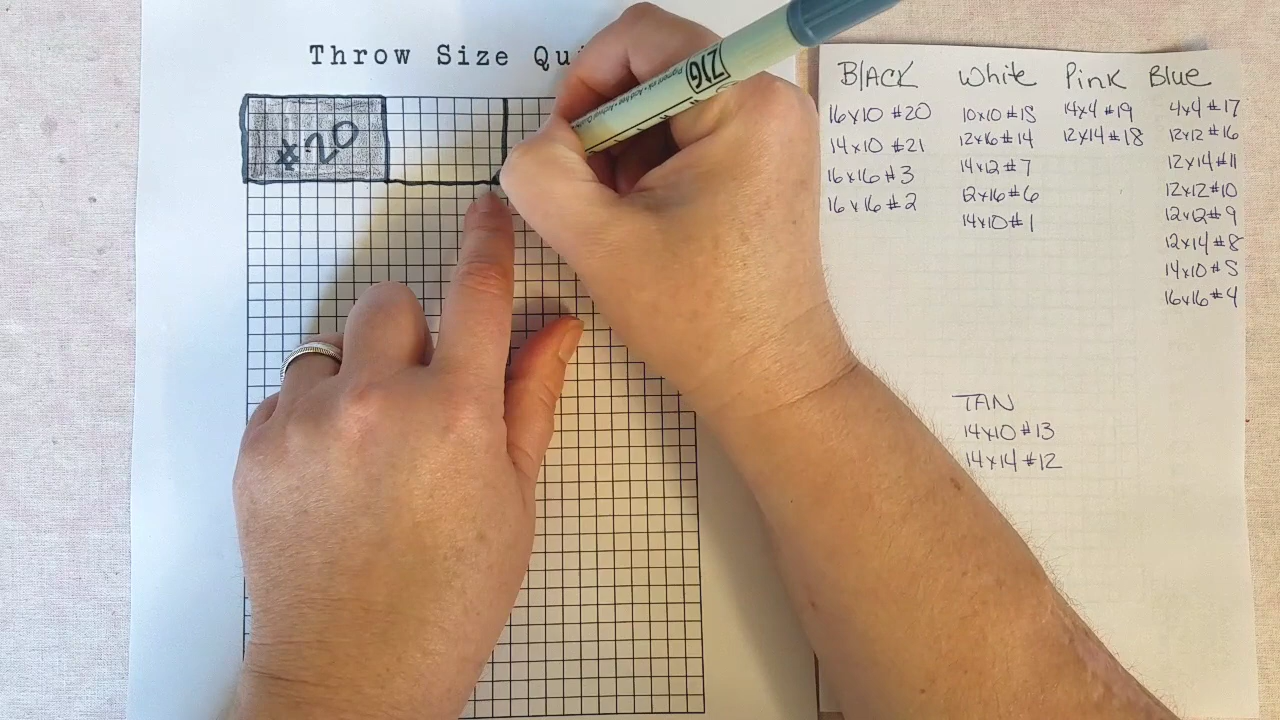 Throw Size Qu
#20
ZIG
BLACK
16x10 #20
14x10 #21
16x16 #3
16x16 #2
White
10x10 #15
12x16 #14
14x12 #7
12x16 #6
14x10 #1
Pink
14x4 #19
12x14 #18
Blue
4x4 #17
12x12 #16
12x14 #11
12x12 #10
12x12 #9
12x14 #8
14x10 #5
16x16 #4
TAN
14x10 #13
14x14 #12